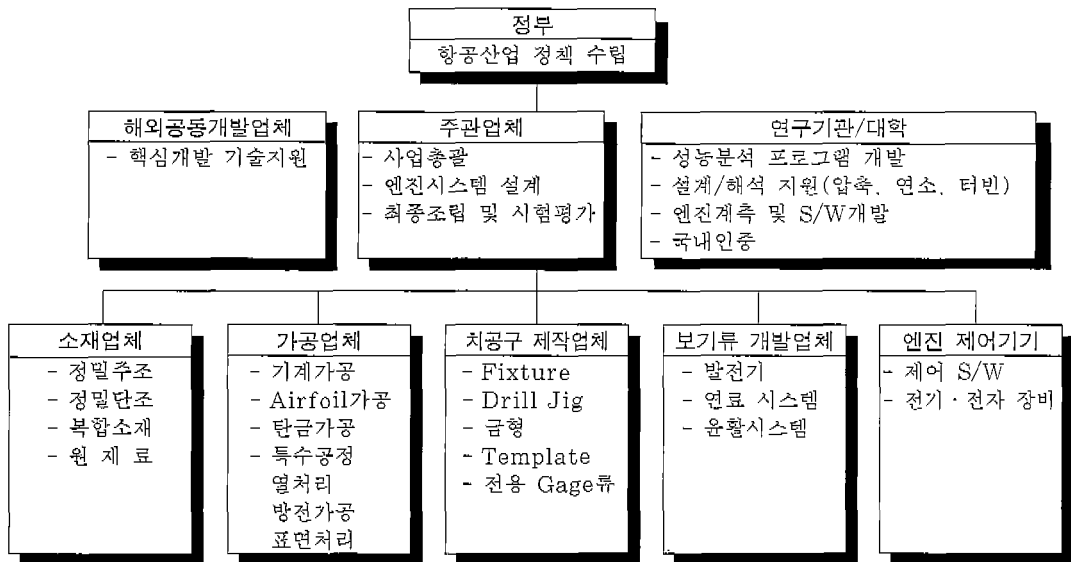 정부
항공산업 정책 수립
해외공동개발업체
- 핵심개발 기술지원
주관업체
- 사업총괄
- 엔진시스템 설계
- 최종조립 및 시험평가
연구기관/대학
- 성능분석 프로그램 개발
- 설계/해석 지원(압축, 연소, 터빈)
- 엔진계측 및 S/W개발
- 국내인증
소재업체
- 정밀주조
- 정밀단조
- 복합소재
- 원 재 료
가공업체
- 기계가공
- Airfoil가공
- 탄금가공
- 특수공정
열처리
방전가공
표면처리
치공구 제작업체
- Fixture
- Drill Jig
- 금형
- Template
- 전용 Gage류
보기류 개발업체
- 발전기
- 연료 시스템
- 윤활시스템
엔진 제어기기
- 제어 S/W
- 전기·전자 장비